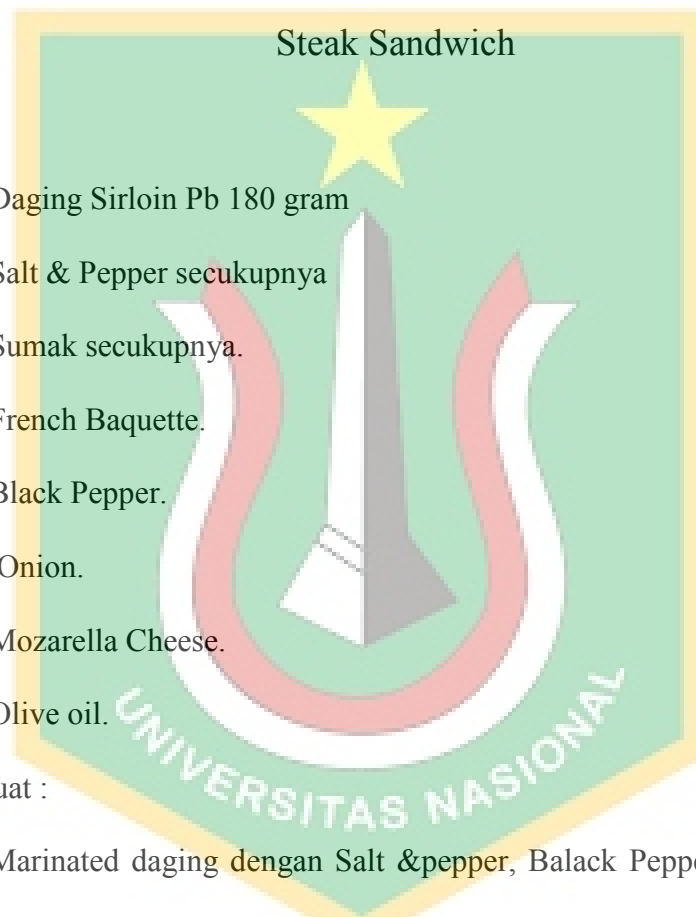 Steak Sandwich
Daging Sirloin Pb 180 gram
Salt & Pepper secukupnya
Sumak secukupnya.
French Baquette.
Black Pepper.
Onion.
Mozarella Cheese.
Olive oil.
uat :
Marinated daging dengan Salt &pepper, Balack Peppe
UNIVERSITAS NASIONAL